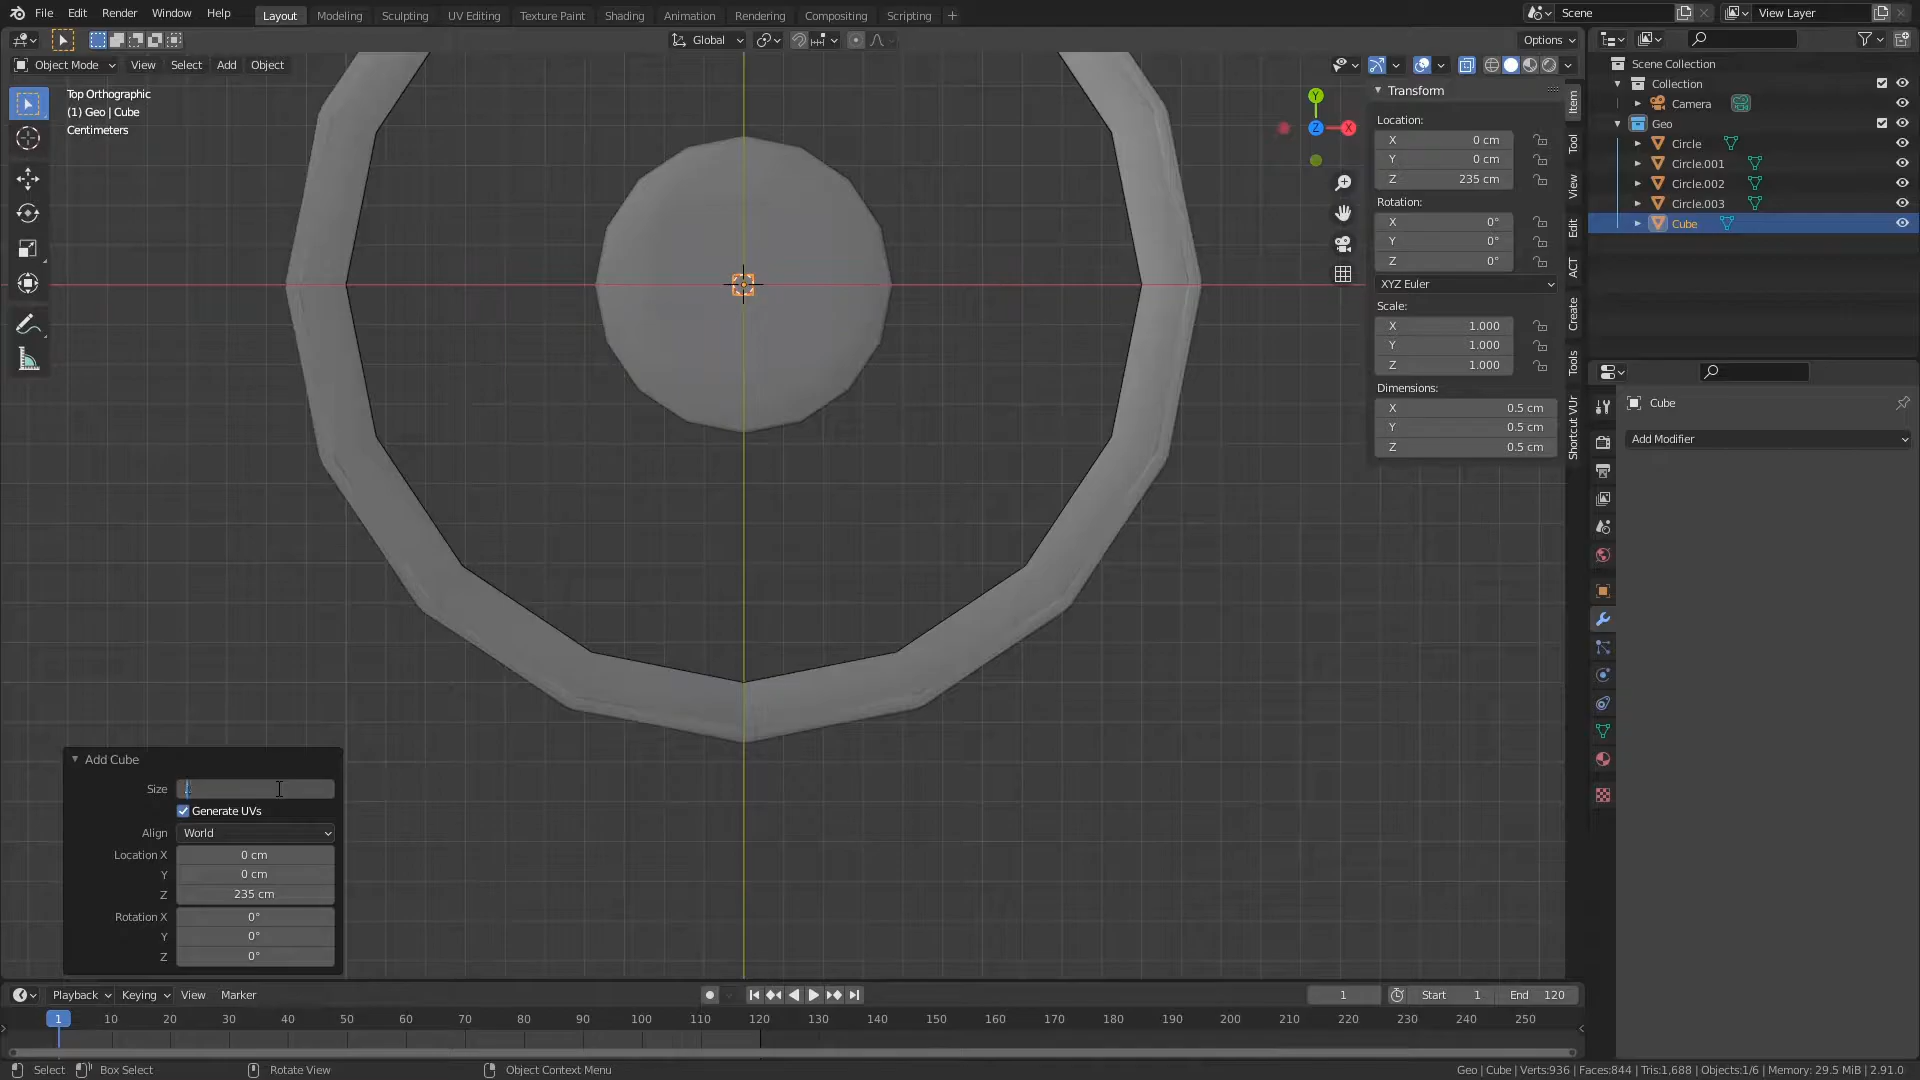 File Edit Render Window Help Layout Modeling Sculpting UV Editing Texture Paint Shading Animation Rendering Compositing Scripting + Scene View Layer
Global Options
Object Mode View Select Add Object
Top Orthographic
(1) Geo | Cube
Centimeters
Y
X
Z
Transform
Location:
X 0 cm
Y 0 cm
Z 235 cm
Rotation:
X 0°
Y 0°
Z 0°
XYZ Euler
Scale:
X 1.000
Y 1.000
Z 1.000
Dimensions:
X 0.5 cm
Y 0.5 cm
Z 0.5 cm
Item
Tool
View
Edit
ACT
Create
Tools
Shortcut VUr
Scene Collection
Collection
Camera
Geo
Circle
Circle.001
Circle.002
Circle.003
Cube
Cube
Add Modifier
Add Cube
Size
Generate UVs
Align World
Location X 0 cm
Y 0 cm
Z 235 cm
Rotation X 0°
Y 0°
Z 0°
Playback Keying View Marker 1 Start 1 End 120
1 10 20 30 40 50 60 70 80 90 100 110 120 130 140 150 160 170 180 190 200 210 220 230 240 250
Select Box Select Rotate View Object Context Menu Geo | Cube | Verts:936 | Faces:844 | Tris:1,688 | Objects:1/6 | Memory: 29.5 MiB | 2.91.0